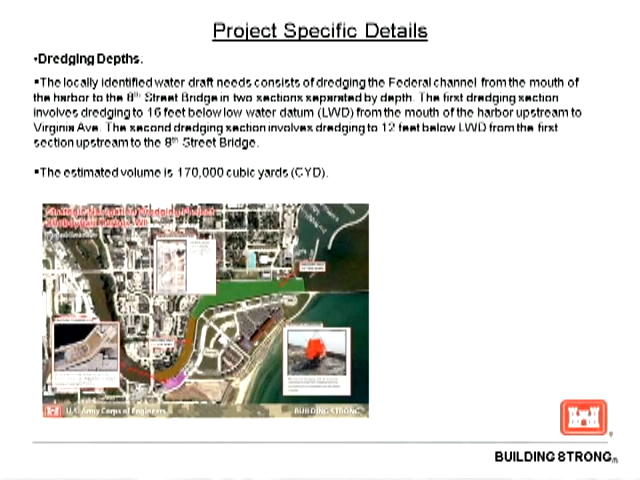 Project Specific Details
•Dredging Depths.
▪The locally identified water draft needs consists of dredging the Federal channel from the mouth of
the harbor to the 8th Street Bridge in two sections separated by depth. The first dredging section
involves dredging to 16 feet below low water datum (LWD) from the mouth of the harbor upstream to
Virginia Ave. The second dredging section involves dredging to 12 feet below LWD from the first
section upstream to the 8th Street Bridge.
▪The estimated volume is 170,000 cubic yards (CYD).
U.S. Army Corps of Engineers
BUILDING STRONG
BUILDING STRONG